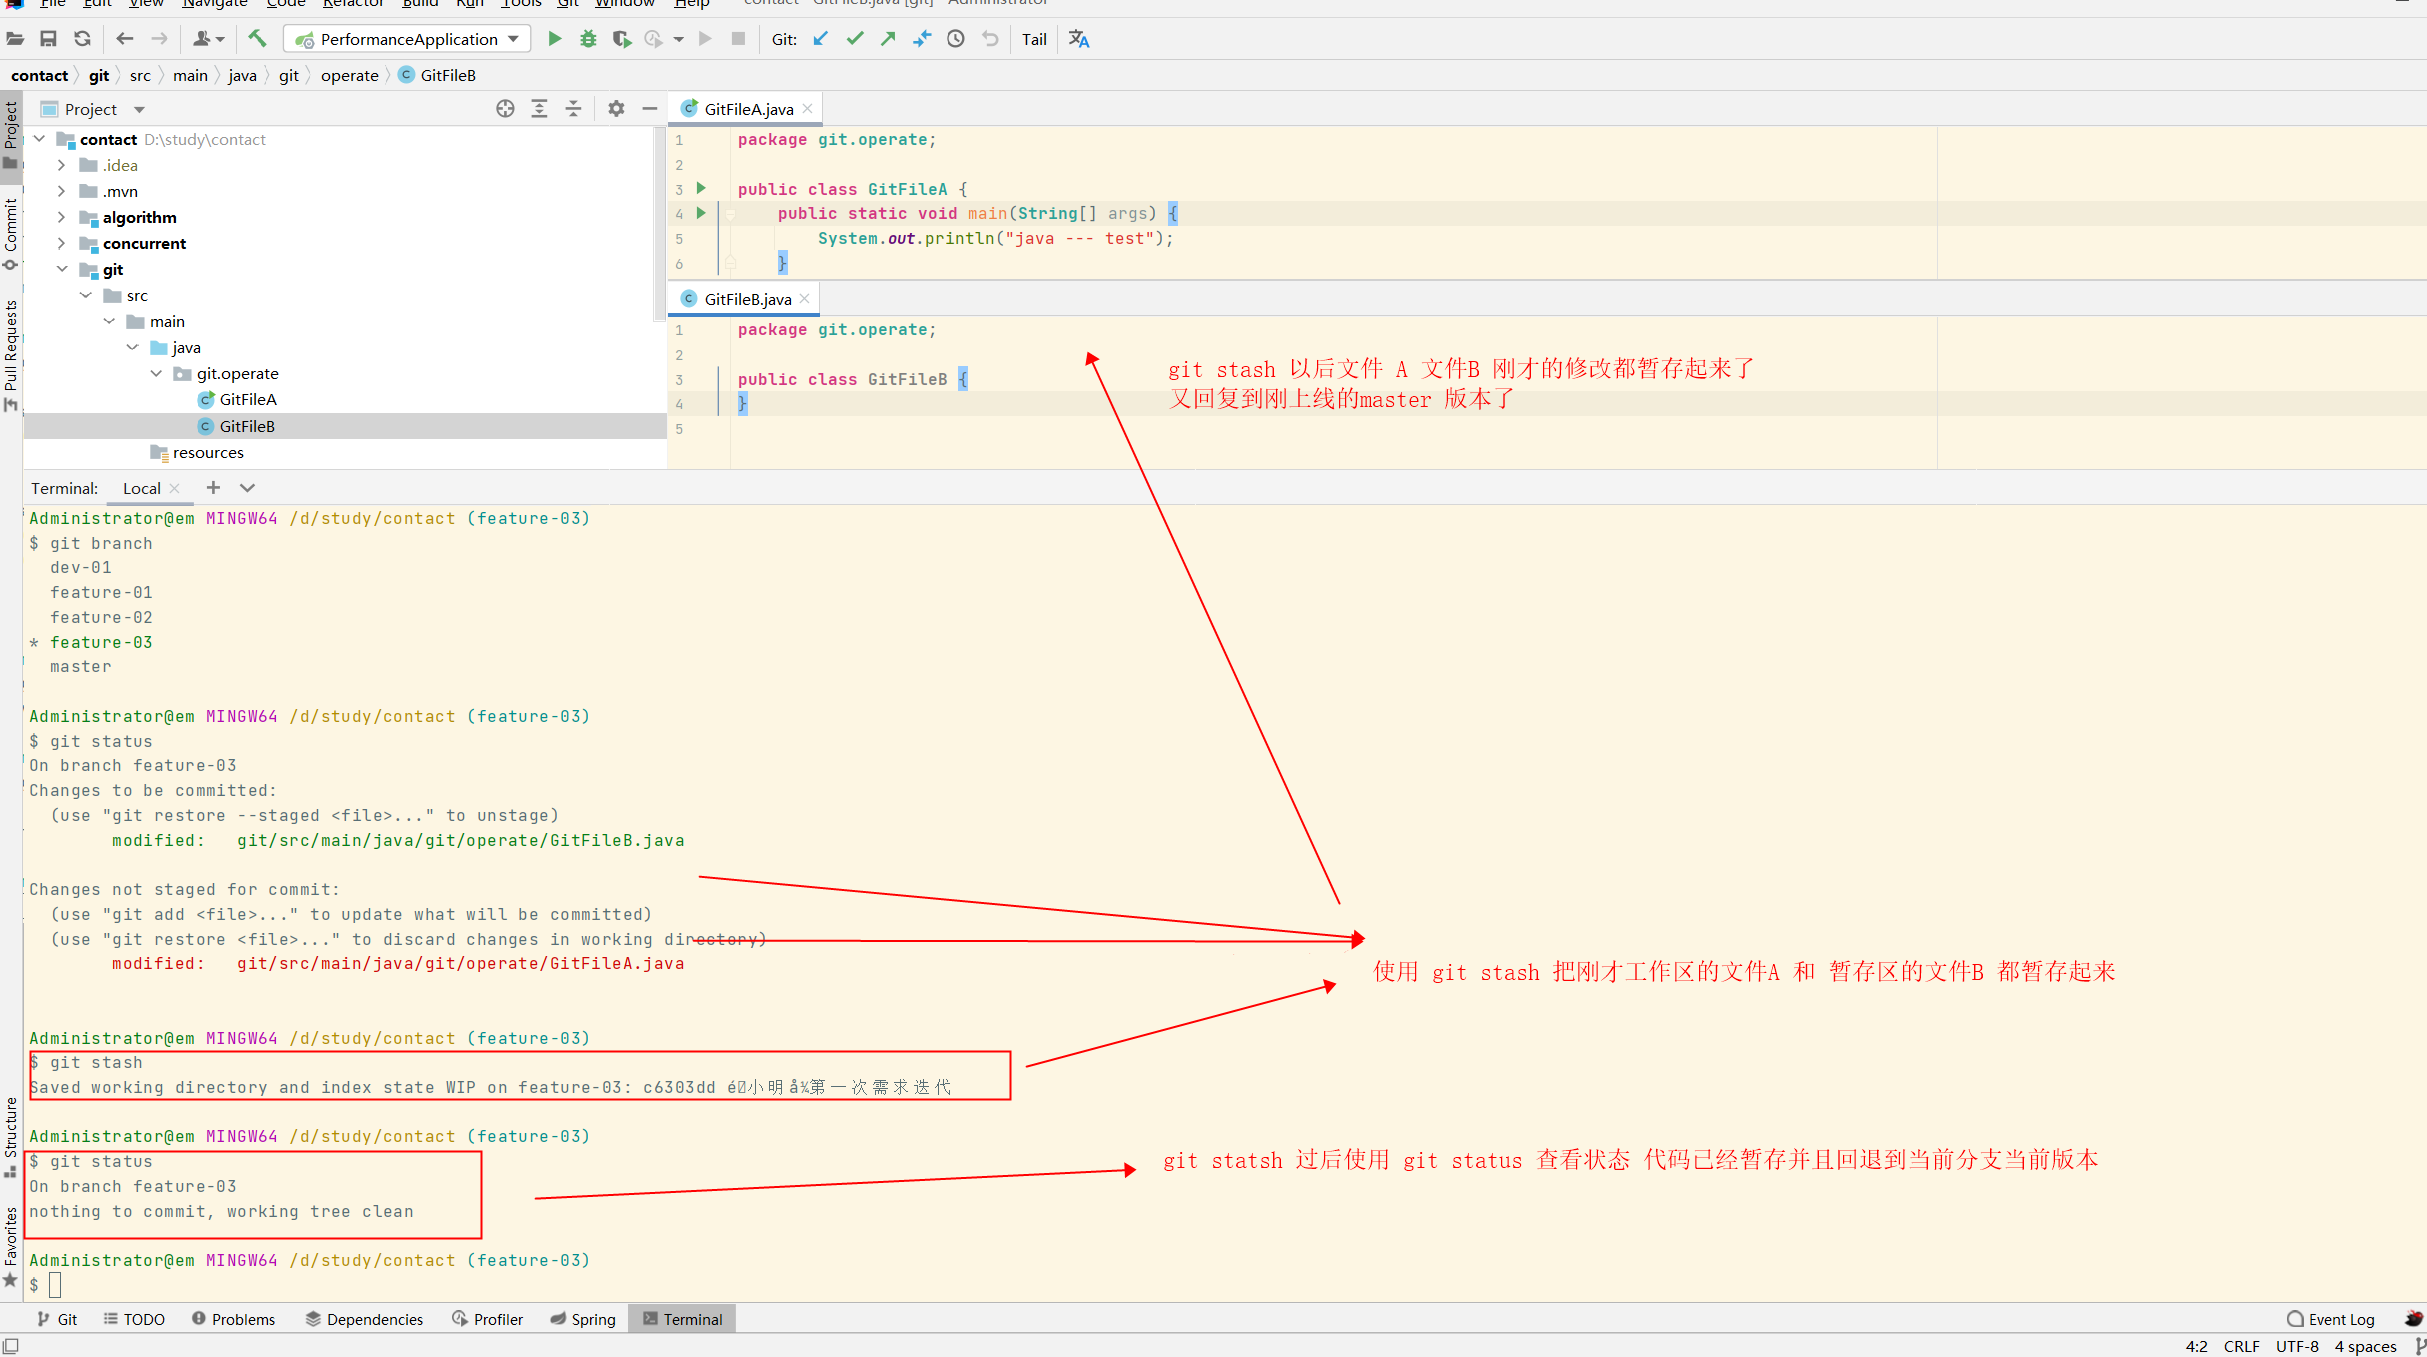 File Edit View Navigate Code Refactor Build Run Tools Git Window Help contact - GitFileB.java [git] - Administrator
PerformanceApplication Git: Tail
contact git src main java git operate GitFileB
Project
Commit
Pull Requests
Structure
Favorites
Project
contact D:\study\contact
.idea
.mvn
algorithm
concurrent
git
src
main
java
git.operate
GitFileA
GitFileB
resources
GitFileA.java
1 package git.operate;
2
3 public class GitFileA {
4 public static void main(String[] args) {
5 System.out.println("java --- test");
6 }
GitFileB.java
1 package git.operate;
2
3 public class GitFileB {
4 }
5
git stash 以后文件 A 文件B 刚才的修改都暂存起来了
又回复到刚上线的master 版本了
Terminal: Local
Administrator@em MINGW64 /d/study/contact (feature-03)
$ git branch
dev-01
feature-01
feature-02
* feature-03
master
Administrator@em MINGW64 /d/study/contact (feature-03)
$ git status
On branch feature-03
Changes to be committed:
(use "git restore --staged <file>..." to unstage)
modified: git/src/main/java/git/operate/GitFileB.java
Changes not staged for commit:
(use "git add <file>..." to update what will be committed)
(use "git restore <file>..." to discard changes in working directory)
modified: git/src/main/java/git/operate/GitFileA.java
使用 git stash 把刚才工作区的文件A 和 暂存区的文件B 都暂存起来
Administrator@em MINGW64 /d/study/contact (feature-03)
$ git stash
Saved working directory and index state WIP on feature-03: c6303dd 小明 第一次需求迭代
Administrator@em MINGW64 /d/study/contact (feature-03)
$ git status
On branch feature-03
nothing to commit, working tree clean
git statsh 过后使用 git status 查看状态 代码已经暂存并且回退到当前分支当前版本
Administrator@em MINGW64 /d/study/contact (feature-03)
$
Git TODO Problems Dependencies Profiler Spring Terminal Event Log
4:2 CRLF UTF-8 4 spaces